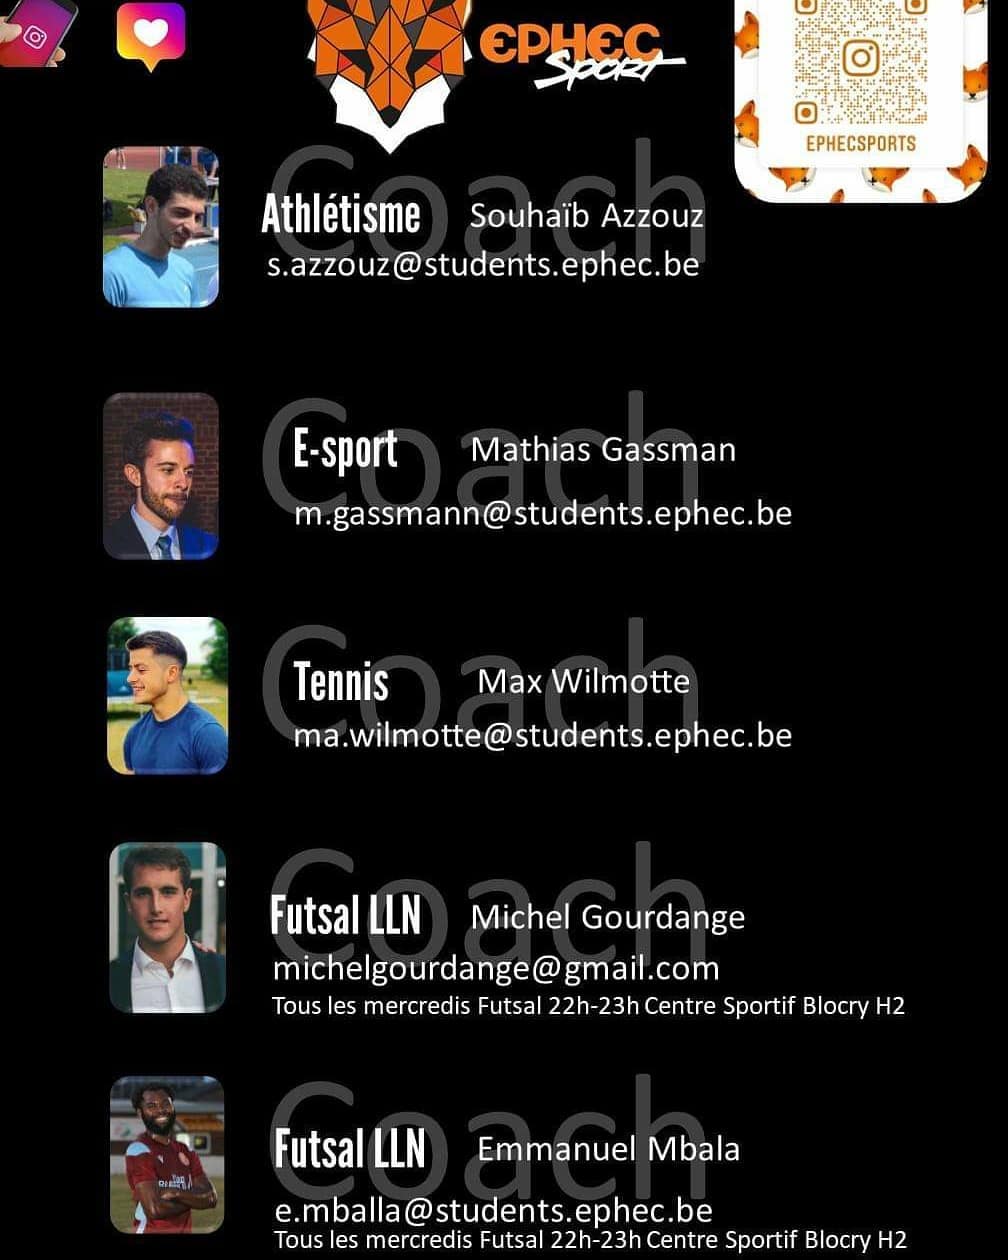 EPHEC
Sport
EPHECSPORTS
Coach
Athlétisme Souhaïb Azzouz
s.azzouz@students.ephec.be
Coach
E-sport Mathias Gassman
m.gassmann@students.ephec.be
Coach
Tennis Max Wilmotte
ma.wilmotte@students.ephec.be
Coach
Futsal LLN Michel Gourdange
michelgourdange@gmail.com
Tous les mercredis Futsal 22h-23h Centre Sportif Blocry H2
Coach
Futsal LLN Emmanuel Mbala
e.mballa@students.ephec.be
Tous les mercredis Futsal 22h-23h Centre Sportif Blocry H2